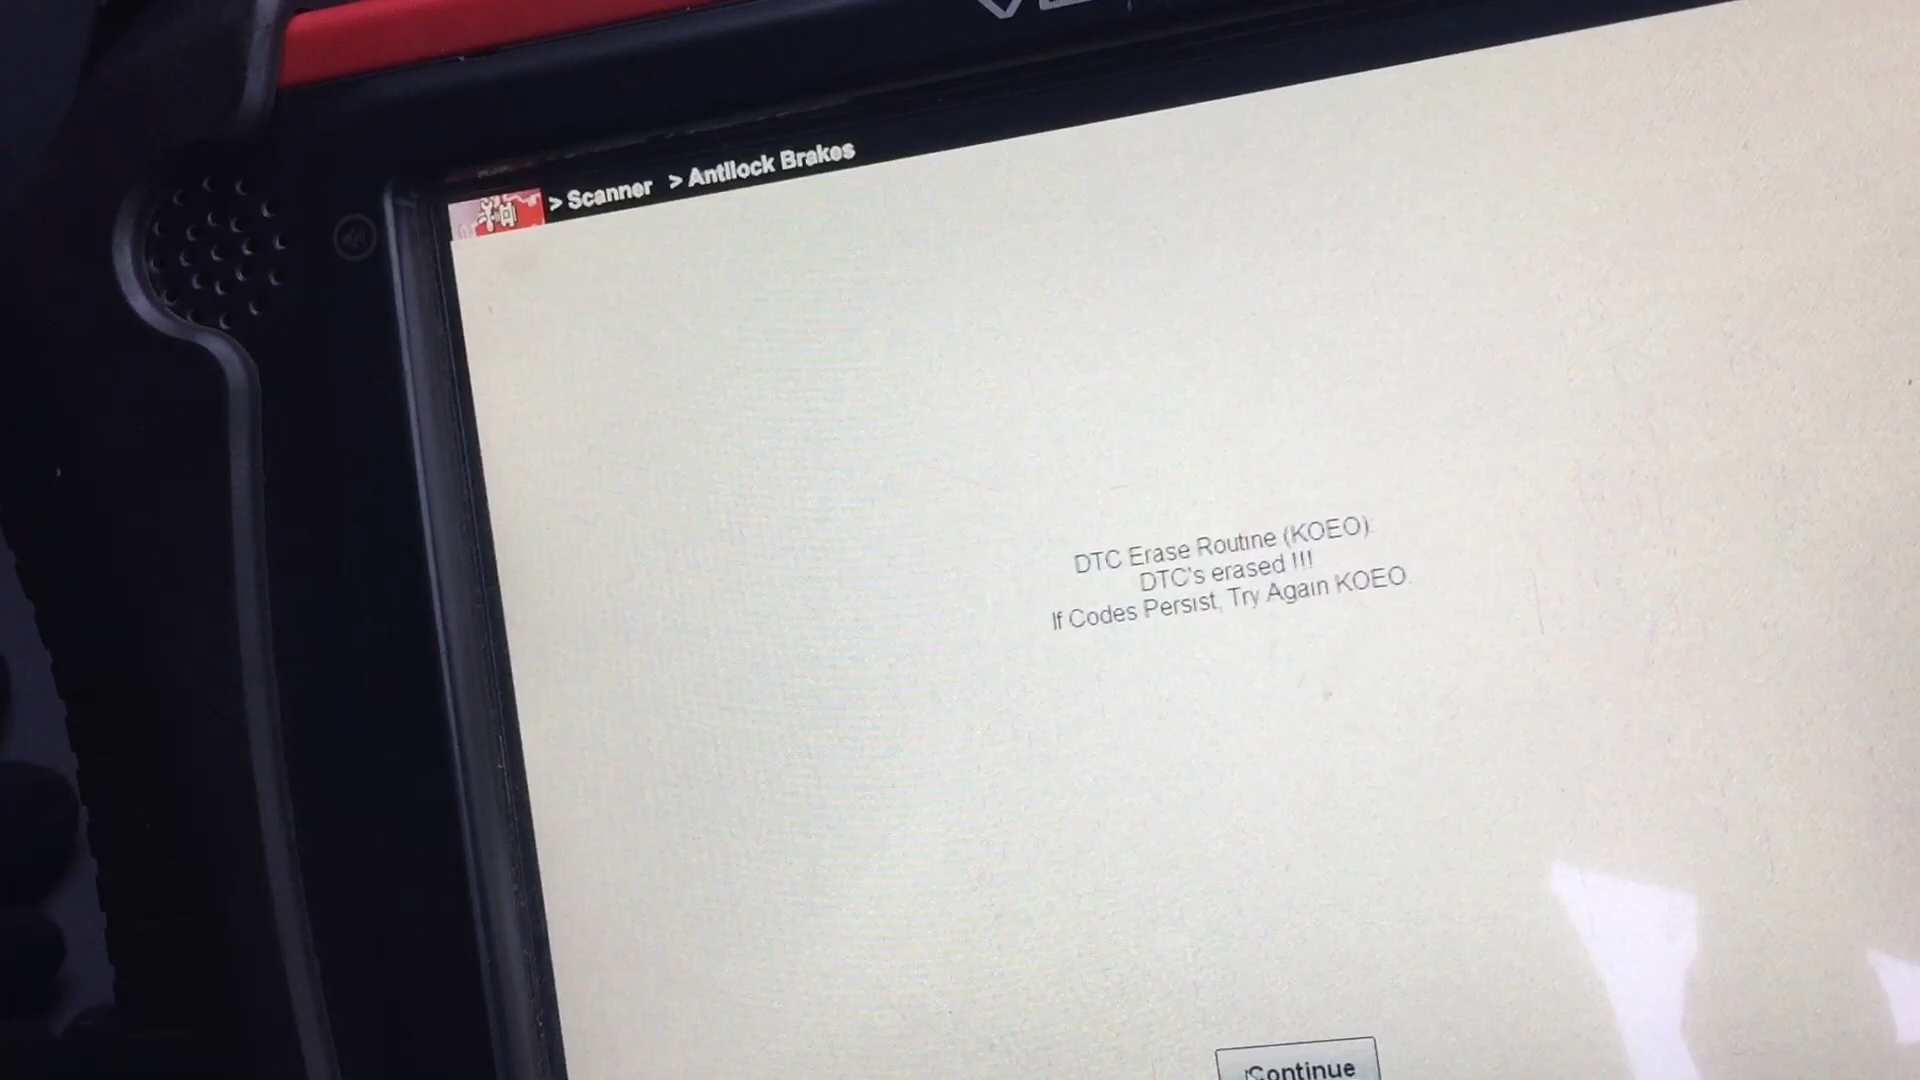 > Scanner > Antilock Brakes
DTC Erase Routine (KOEO)
DTC's erased !!!
If Codes Persist, Try Again KOEO.
Continue